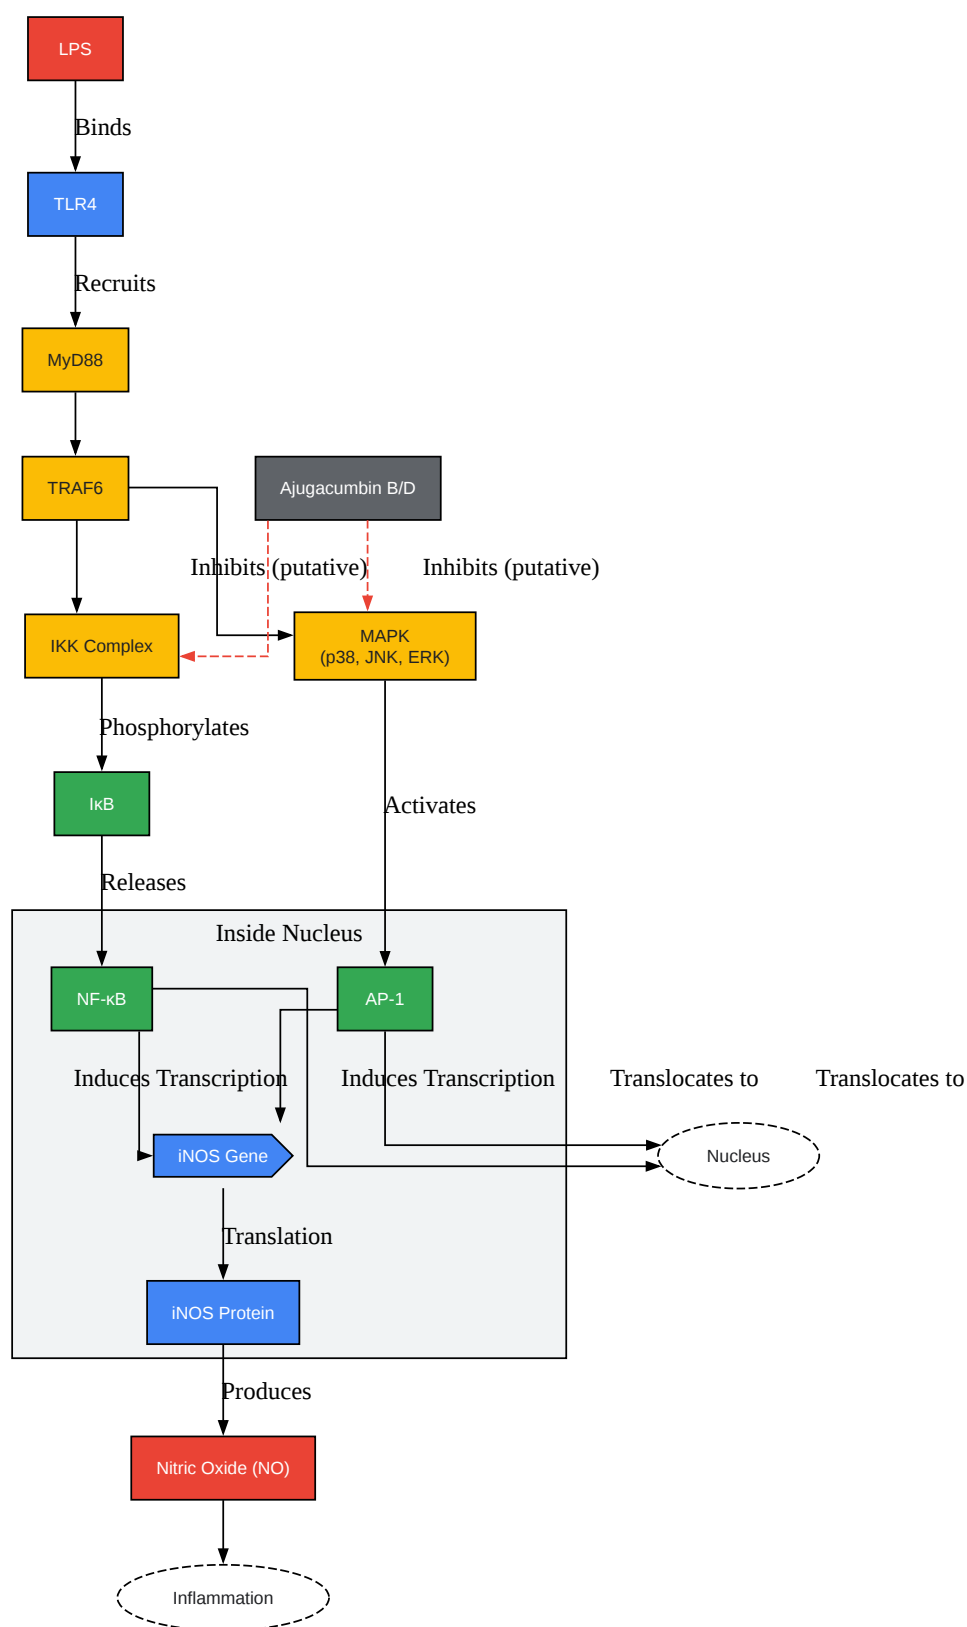 LPS
Binds
TLR4
Recruits
MyD88
TRAF6
Ajugacumbin B/D
Inhibits (putative)
Inhibits (putative)
IKK Complex
MAPK
(p38, JNK, ERK)
Phosphorylates
IκB
Activates
Releases
Inside Nucleus
NF-κB
AP-1
Induces Transcription
Induces Transcription
Translocates to
Translocates to
iNOS Gene
Nucleus
Translation
iNOS Protein
Produces
Nitric Oxide (NO)
Inflammation